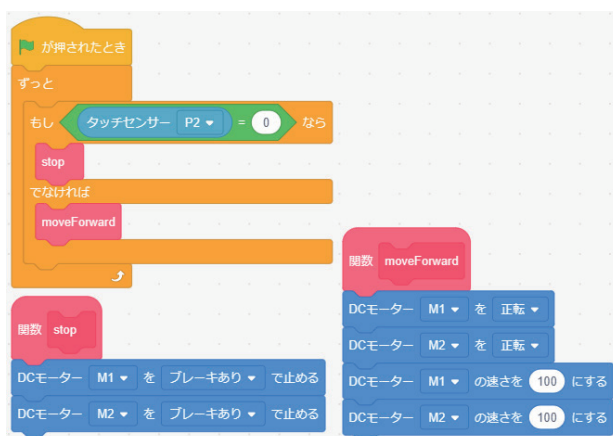 が押されたとき
ずっと
もし タッチセンサー P2 = 0 なら
stop
でなければ
moveForward
関数 stop
DCモーター M1 を ブレーキあり で止める
DCモーター M2 を ブレーキあり で止める
関数 moveForward
DCモーター M1 を 正転
DCモーター M2 を 正転
DCモーター M1 の速さを 100 にする
DCモーター M2 の速さを 100 にする